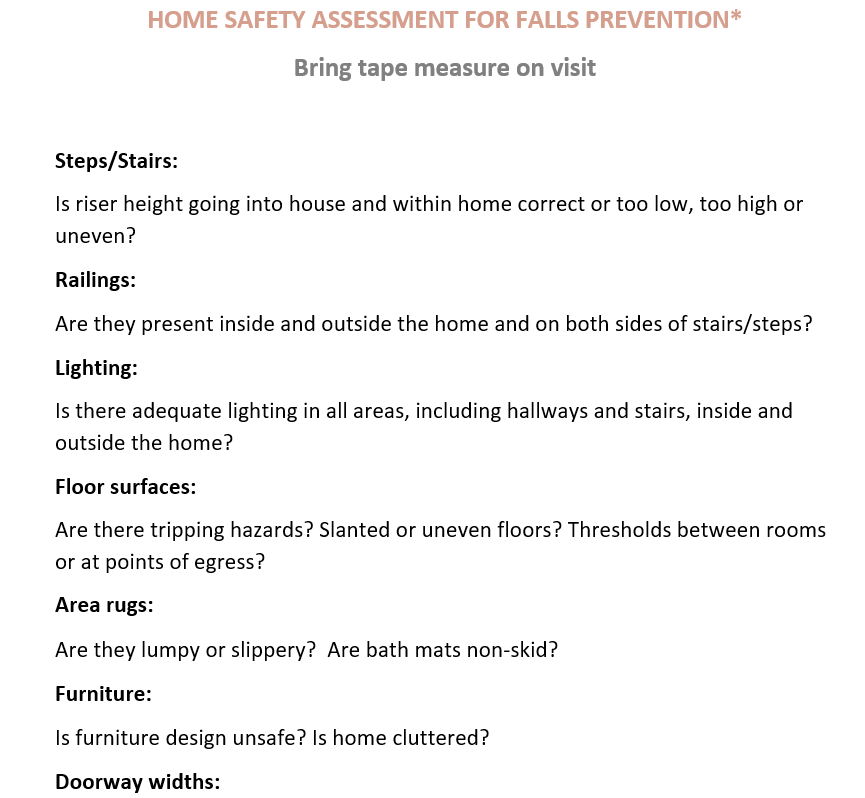 HOME SAFETY ASSESSMENT FOR FALLS PREVENTION*
Bring tape measure on visit
Steps/Stairs:
Is riser height going into house and within home correct or too low, too high or
uneven?
Railings:
Are they present inside and outside the home and on both sides of stairs/steps?
Lighting:
Is there adequate lighting in all areas, including hallways and stairs, inside and
outside the home?
Floor surfaces:
Are there tripping hazards? Slanted or uneven floors? Thresholds between rooms
or at points of egress?
Area rugs:
Are they lumpy or slippery?  Are bath mats non-skid?
Furniture:
Is furniture design unsafe? Is home cluttered?
Doorway widths: